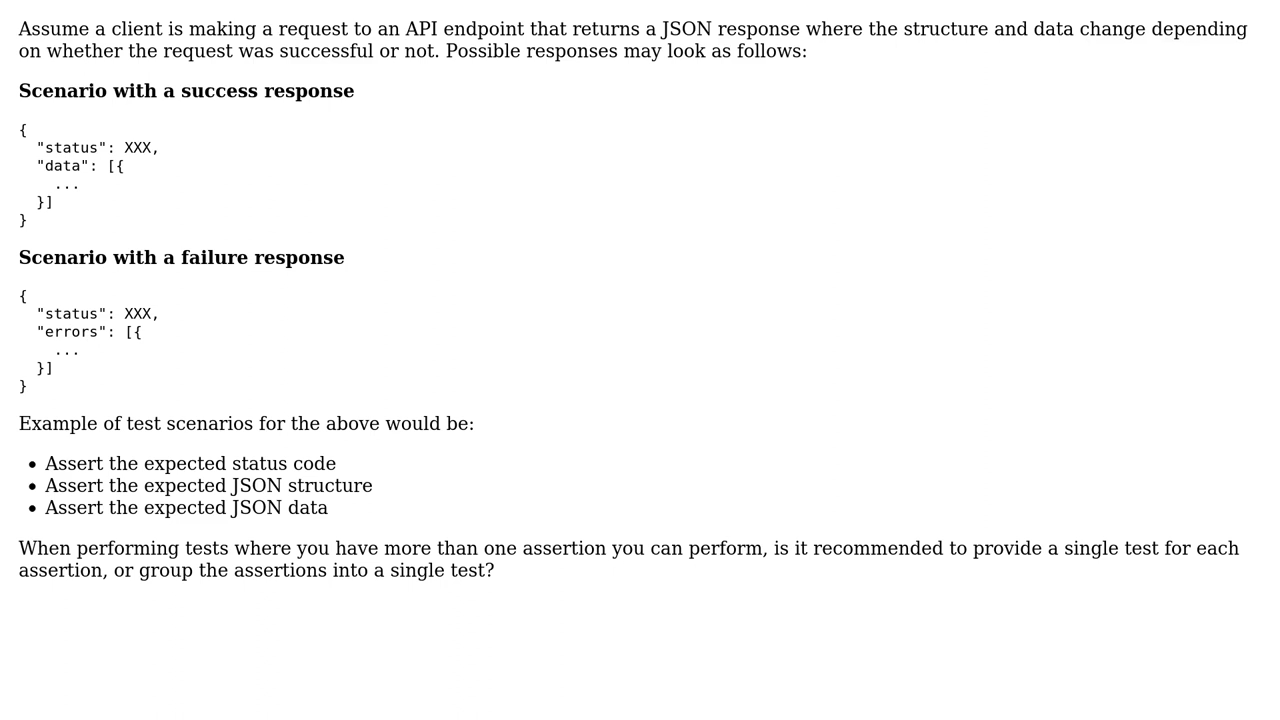 Assume a client is making a request to an API endpoint that returns a JSON response where the structure and data change depending
on whether the request was successful or not. Possible responses may look as follows:
Scenario with a success response
{
  "status": XXX,
  "data": [{
    ...
  }]
}
Scenario with a failure response
{
  "status": XXX,
  "errors": [{
    ...
  }]
}
Example of test scenarios for the above would be:
• Assert the expected status code
• Assert the expected JSON structure
• Assert the expected JSON data
When performing tests where you have more than one assertion you can perform, is it recommended to provide a single test for each
assertion, or group the assertions into a single test?